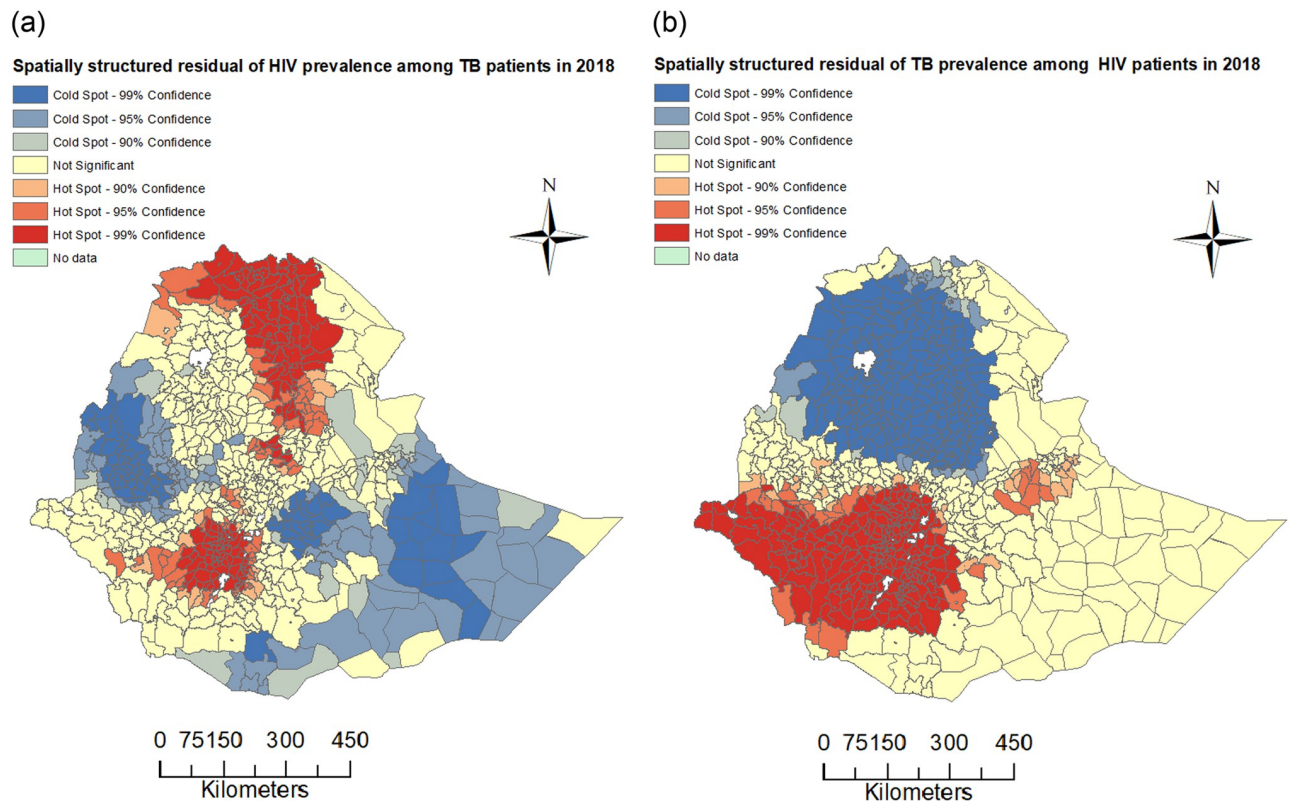 (a)
Spatially structured residual of HIV prevalence among TB patients in 2018
Cold Spot - 99% Confidence
Cold Spot - 95% Confidence
Cold Spot - 90% Confidence
Not Significant
Hot Spot - 90% Confidence
Hot Spot - 95% Confidence
Hot Spot - 99% Confidence
No data
N
0 75 150 300 450
Kilometers
(b)
Spatially structured residual of TB prevalence among HIV patients in 2018
Cold Spot - 99% Confidence
Cold Spot - 95% Confidence
Cold Spot - 90% Confidence
Not Significant
Hot Spot - 90% Confidence
Hot Spot - 95% Confidence
Hot Spot - 99% Confidence
No data
N
0 75 150 300 450
Kilometers